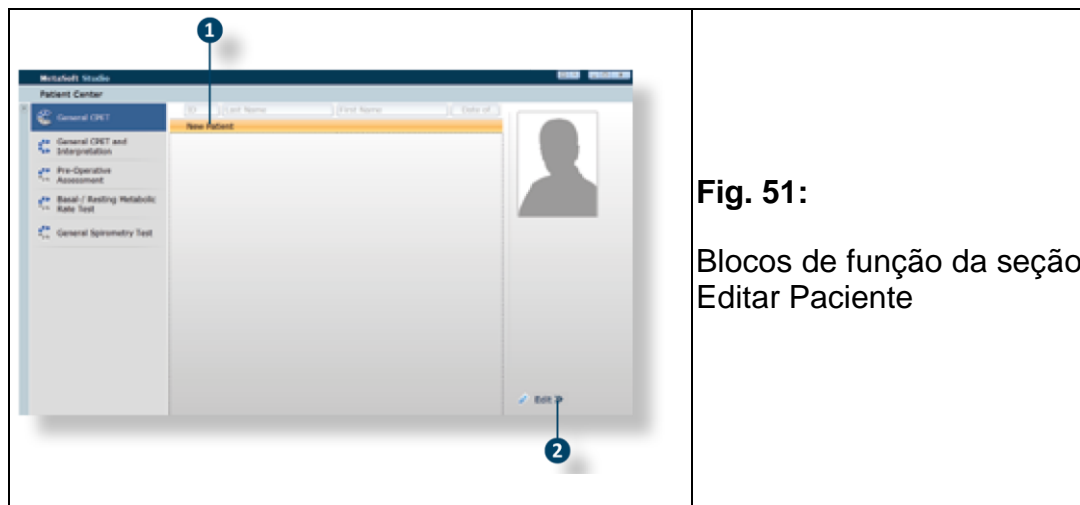 1
MetaSoft Studio
Patient Center
General CPET
ID
Last Name
First Name
Date of
New Patient
General CPET and
Interpretation
Pre-Operative
Assessment
Basal-/ Resting Metabolic
Rate Test
General Spirometry Test
Edit
2
Fig. 51:
Blocos de função da seção
Editar Paciente